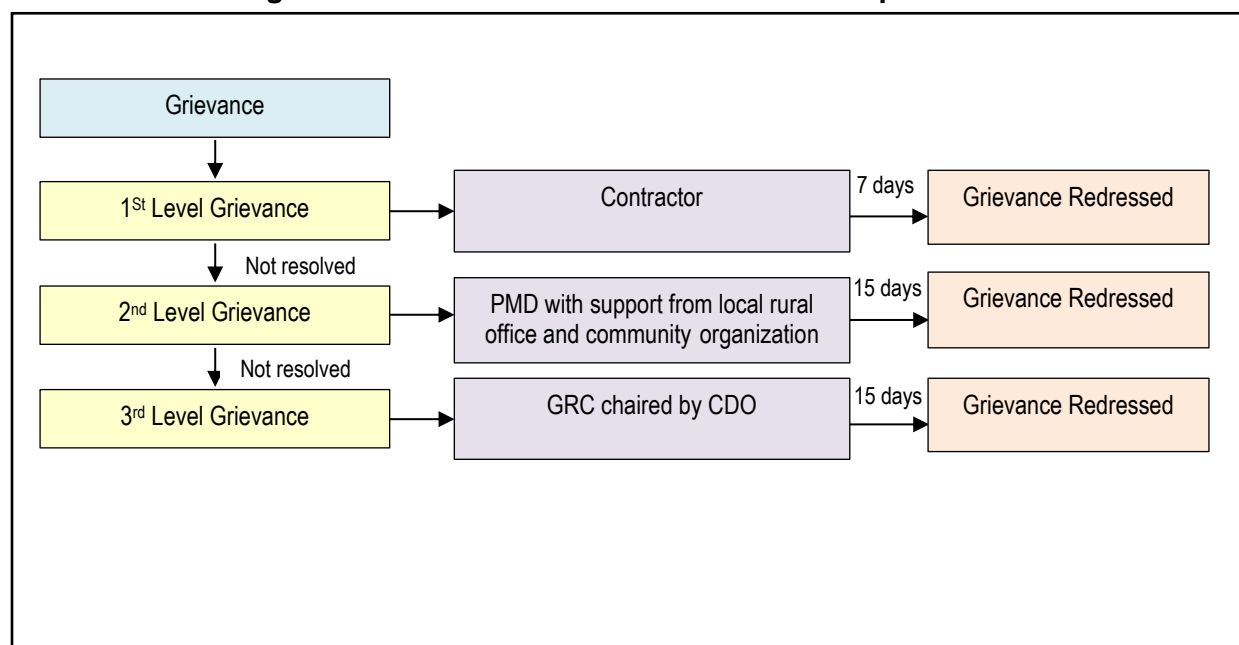 Grievance
1St Level Grievance
Contractor
7 days
Grievance Redressed
Not resolved
2nd Level Grievance
PMD with support from local rural
office and community organization
15 days
Grievance Redressed
Not resolved
3rd Level Grievance
GRC chaired by CDO
15 days
Grievance Redressed